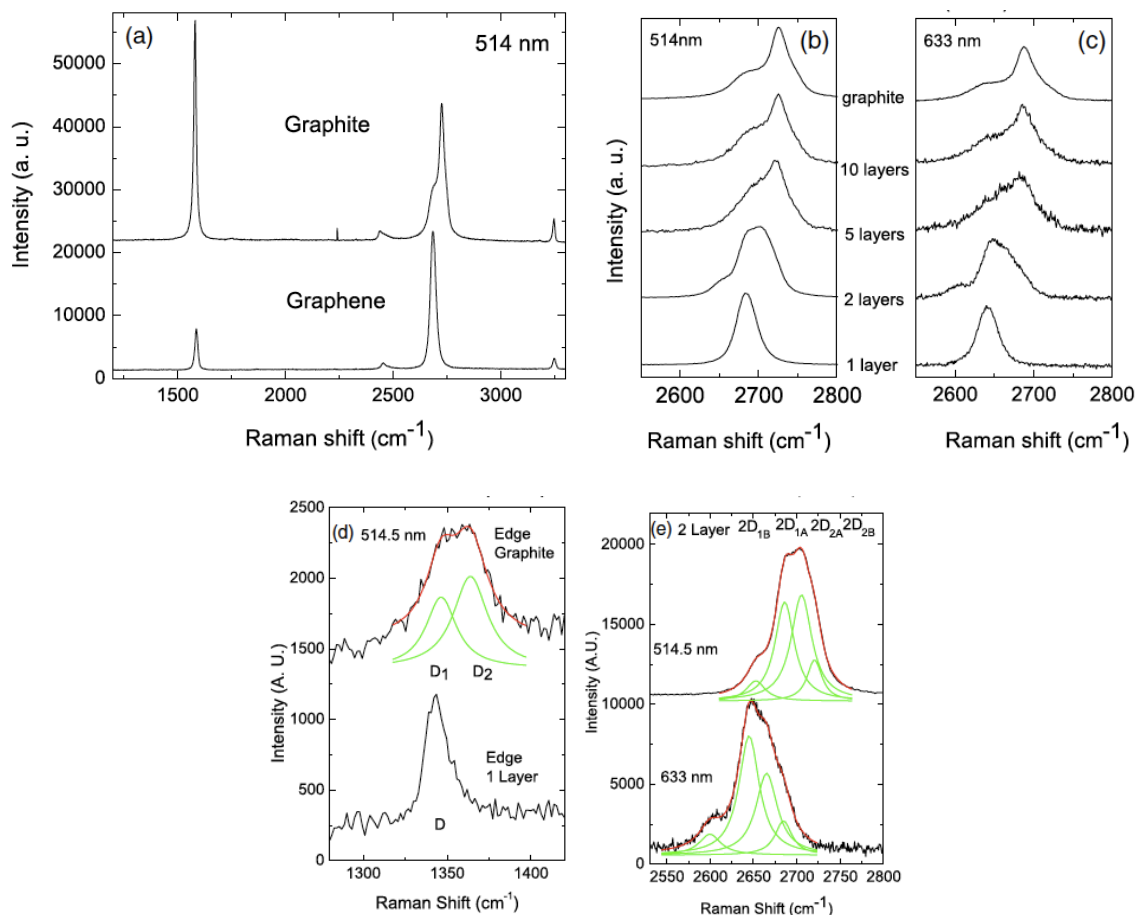 (a)
514 nm
Graphite
Graphene
50000
40000
30000
20000
10000
0
Intensity (a. u.)
1500
2000
2500
3000
Raman shift (cm-1)
514nm
(b)
633 nm
(c)
graphite
10 layers
5 layers
2 layers
1 layer
Intensity (a. u.)
2600
2700
2800
2600
2700
2800
Raman shift (cm-1)
Raman shift (cm-1)
(d)
514.5 nm
Edge
Graphite
D1
D2
Edge
1 Layer
D
2500
2000
1500
1000
500
0
Intensity (A. U.)
1300
1350
1400
Raman Shift (cm-1)
(e)
2 Layer
2D1B
2D1A
2D2A
2D2B
514.5 nm
633 nm
20000
15000
10000
5000
0
Intensity (A.U.)
2550
2600
2650
2700
2750
2800
Raman Shift (cm-1)